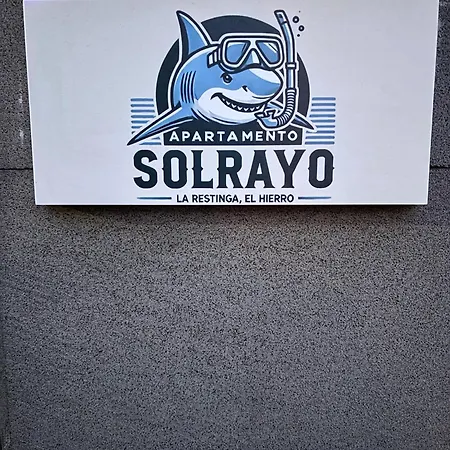 APARTAMENTO
SOLRAYO
LA RESTINGA, EL HIERRO